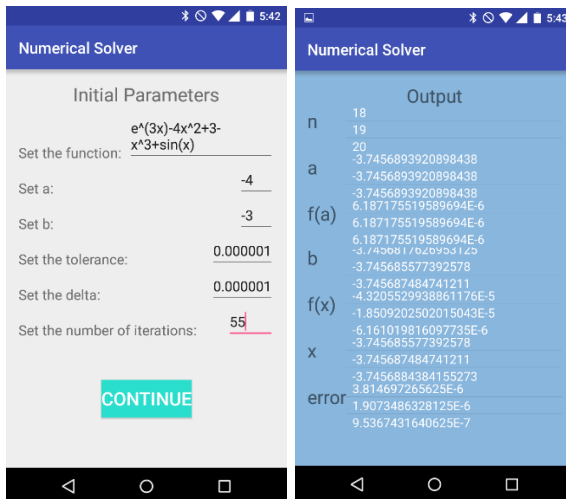 5:42
Numerical Solver
Initial Parameters
e^(3x)-4x^2+3-
Set the function: x^3+sin(x)
Set a: -4
Set b: -3
Set the tolerance: 0.000001
Set the delta: 0.000001
Set the number of iterations: 55
CONTINUE
5:43
Numerical Solver
Output
n
18
19
20
a
-3.7456893920898438
-3.7456893920898438
-3.7456893920898438
f(a)
6.187175519589694E-6
6.187175519589694E-6
6.187175519589694E-6
b
-3.7456817626953125
-3.745685577392578
-3.745687484741211
f(x)
-4.3205529938861176E-5
-1.8509202502015043E-5
-6.161019816097735E-6
x
-3.745685577392578
-3.745687484741211
-3.7456884384155273
error
3.814697265625E-6
1.9073486328125E-6
9.5367431640625E-7